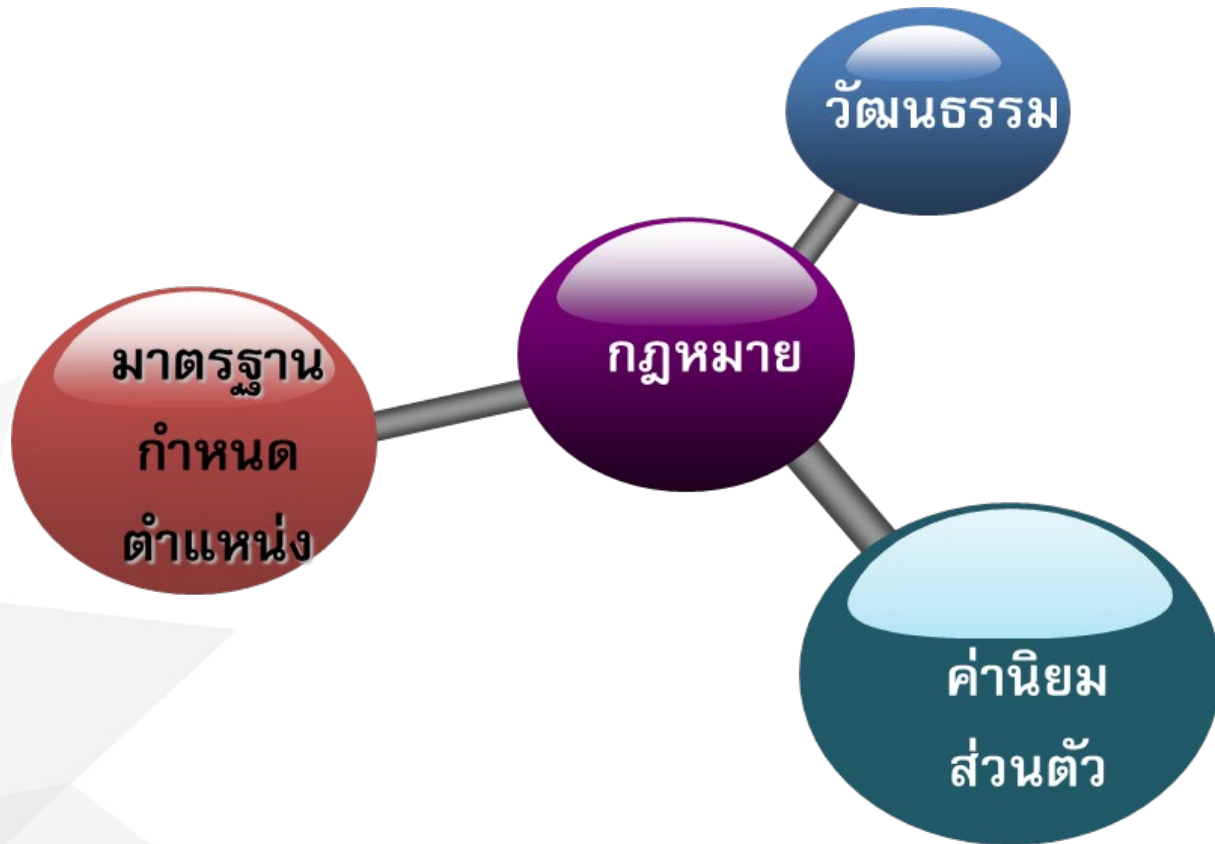 วัฒนธรรม
กฎหมาย
มาตรฐาน
กำหนด
ตำแหน่ง
ค่านิยม
ส่วนตัว